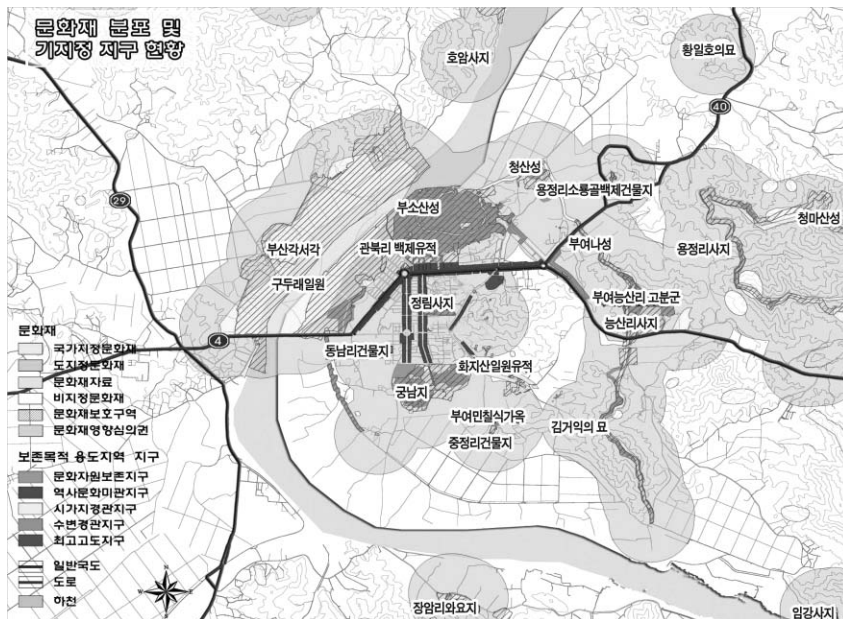 문화재 분포 및
기지정 지구 현황
호암사지
황일호의묘
40
29
청산성
용정리소룡골백제건물지
부소산성
청마산성
부여나성
용정리사지
부산각서각
관북리 백제유적
구두레일원
정림사지
부여능산리 고분군
능산리사지
4
동남리건물지
화지산일원유적
궁남지
부여민칠식가옥
중정리건물지
김거익의 묘
장암리와요지
임강사지
문화재
국가지정문화재
도지정문화재
문화재자료
비지정문화재
문화재보호구역
문화재영향심의권
보존목적 용도지역 지구
문화자원보존지구
역사문화미관지구
시가지경관지구
수변경관지구
최고고도지구
일반국도
도로
하천